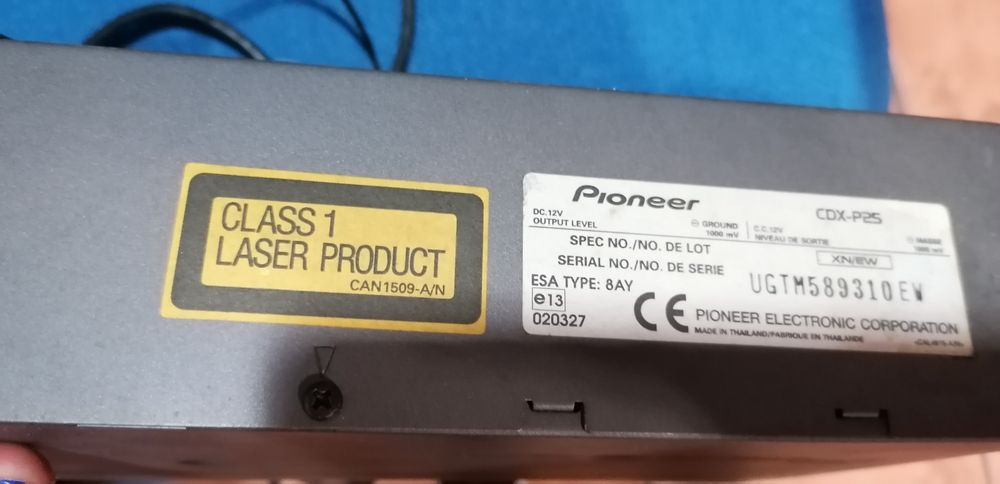 CLASS 1
LASER PRODUCT
CAN1509-A/N
Pioneer
CDX-P25
DC.12V
OUTPUT LEVEL
⊖ GROUND
1000 mV
C.C.12V
NIVEAU DE SORTIE
⊖ MASSE
1000 mV
SPEC NO./NO. DE LOT
XN/EW
SERIAL NO./NO. DE SERIE
UGTM589310EW
ESA TYPE: 8AY
e13
020327
CE
PIONEER ELECTRONIC CORPORATION
MADE IN THAILAND/FABRIQUE EN THAILANDE